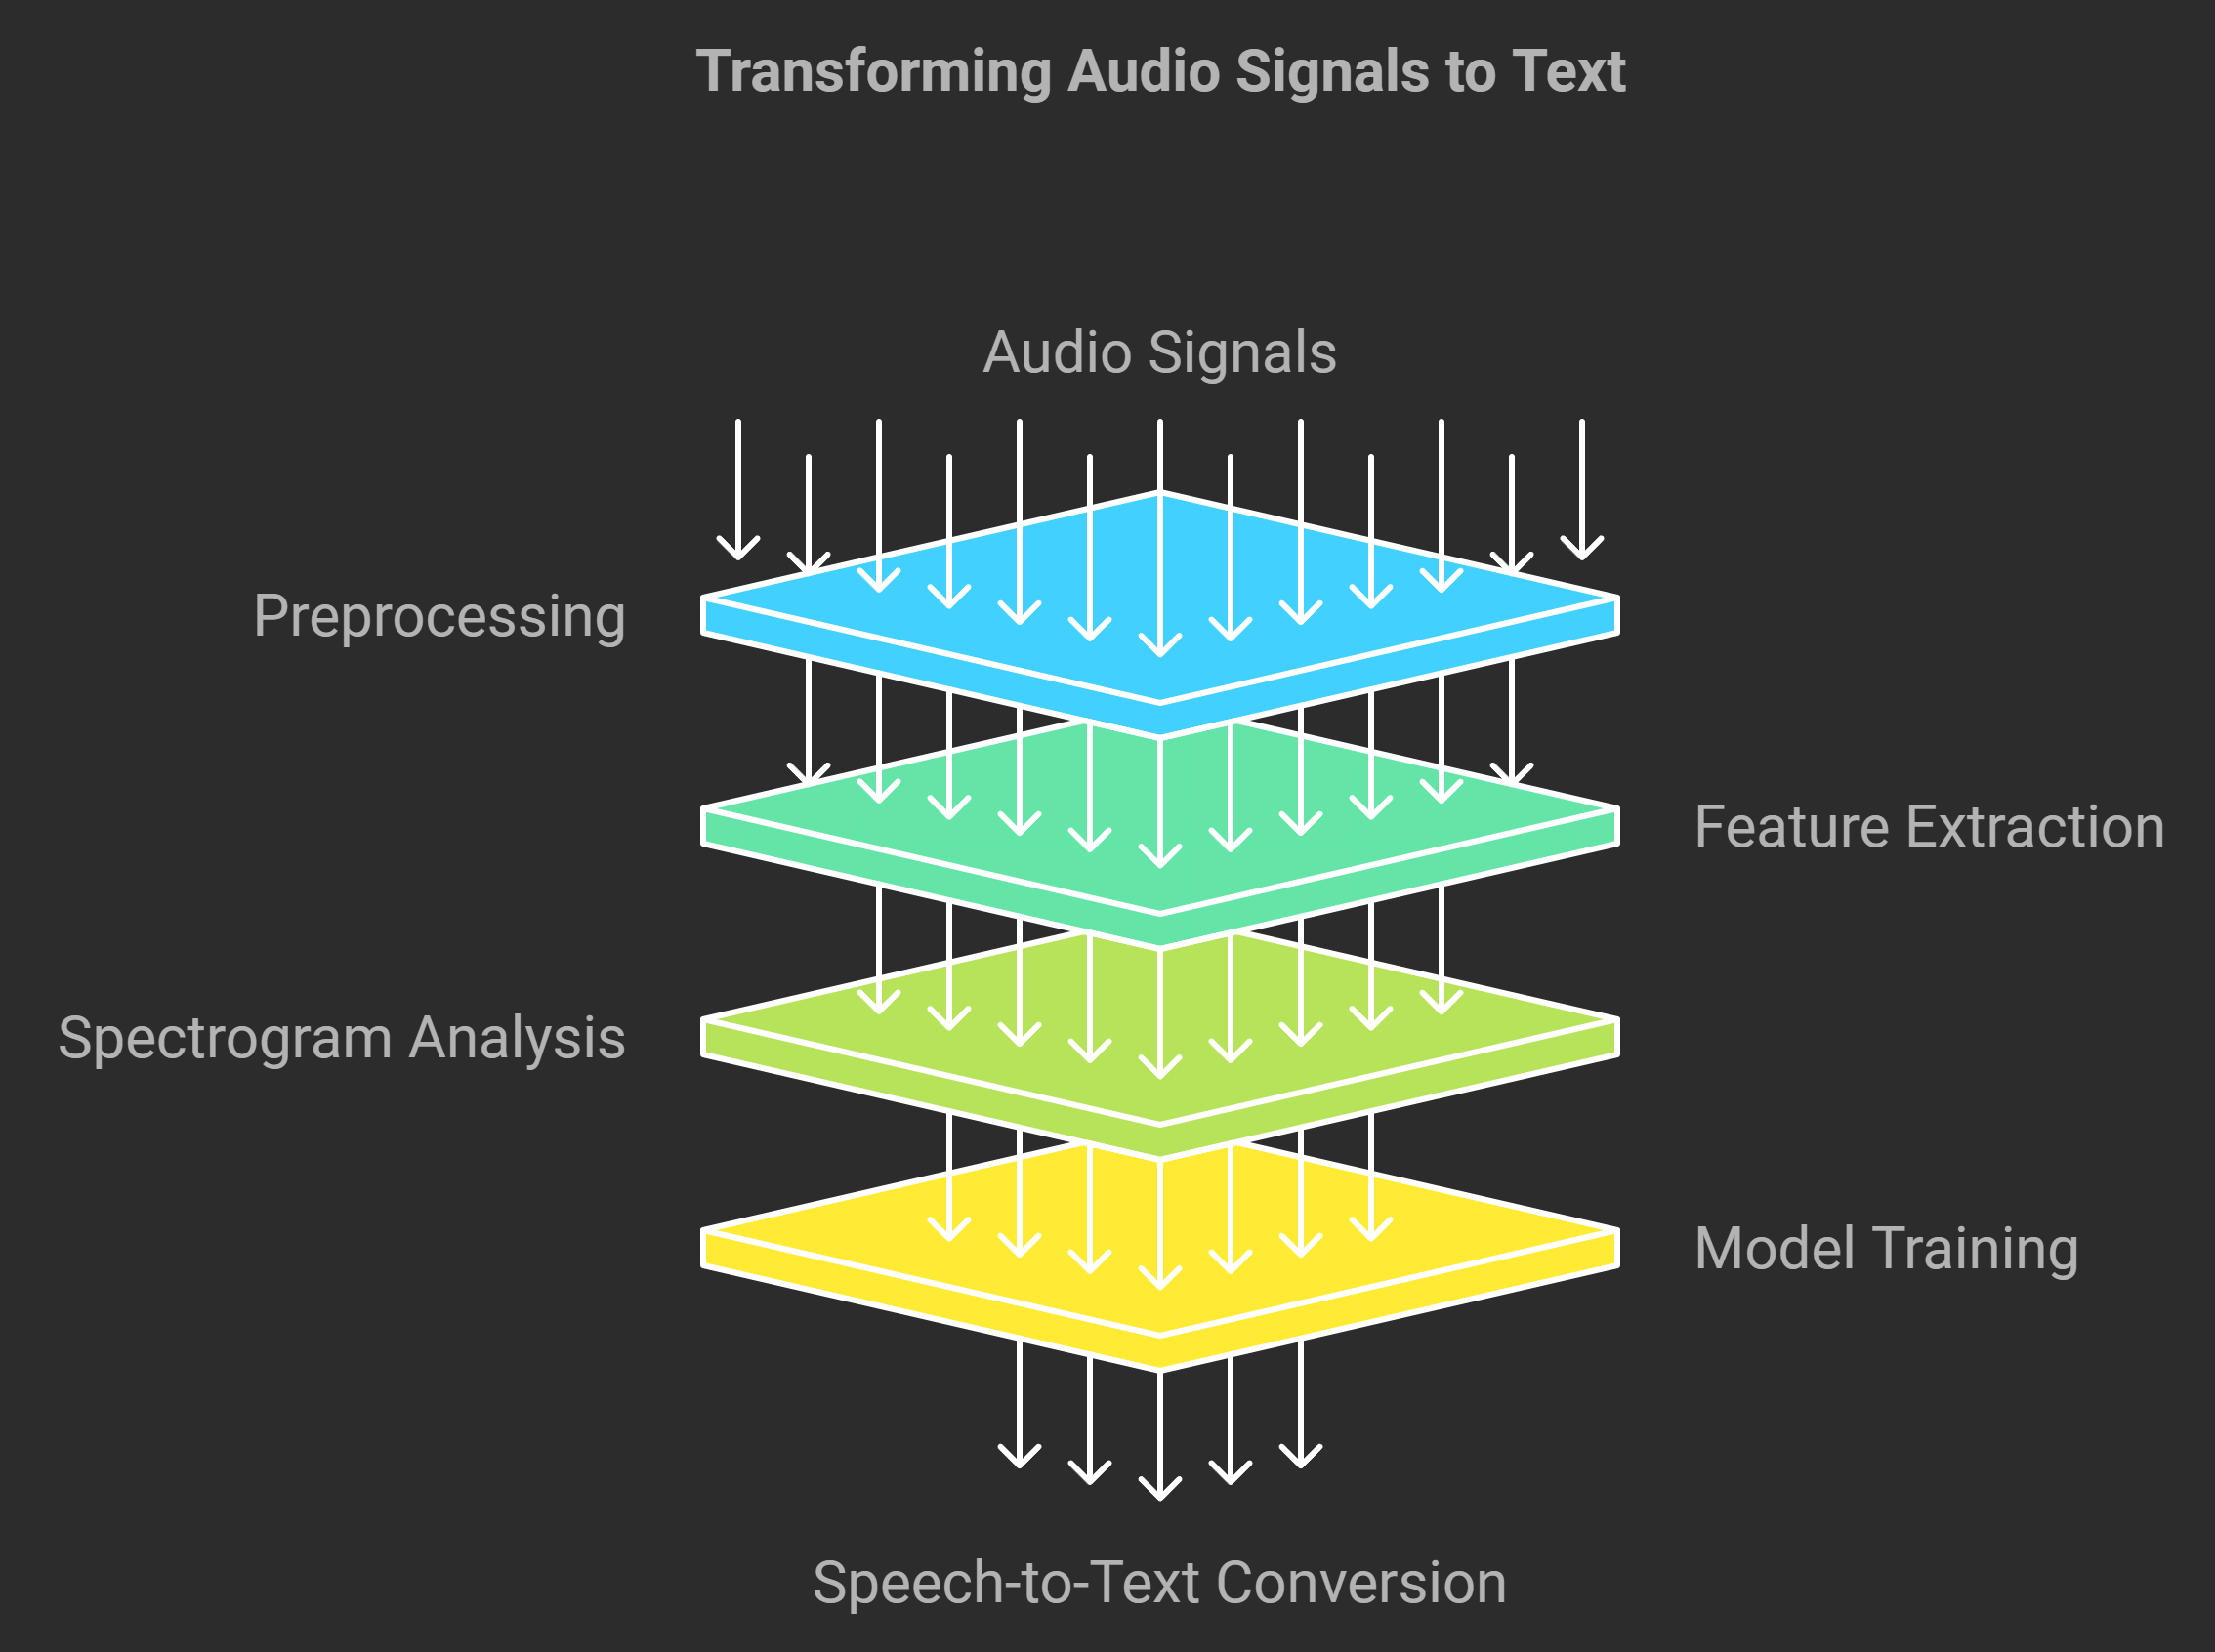 Transforming Audio Signals to Text
Audio Signals
Preprocessing
Feature Extraction
Spectrogram Analysis
Model Training
Speech-to-Text Conversion